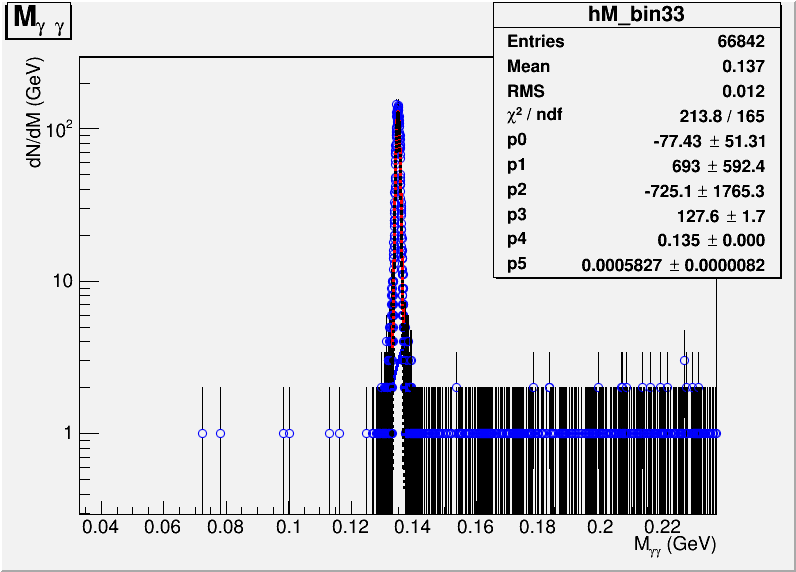 Mγ γ
hM_bin33
Entries 66842
Mean 0.137
RMS 0.012
χ² / ndf 213.8 / 165
p0 -77.43 ± 51.31
p1 693 ± 592.4
p2 -725.1 ± 1765.3
p3 127.6 ± 1.7
p4 0.135 ± 0.000
p5 0.0005827 ± 0.0000082
dN/dM (GeV)
10²
10
1
0.04 0.06 0.08 0.1 0.12 0.14 0.16 0.18 0.2 0.22
Mγγ (GeV)